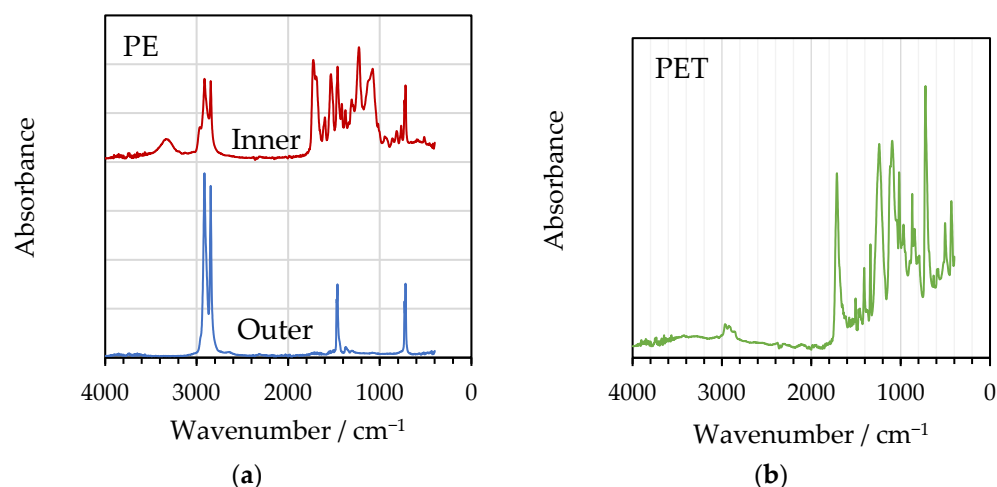 PE
Inner
Outer
Absorbance
4000 3000 2000 1000 0
Wavenumber / cm⁻¹
(a)
PET
Absorbance
4000 3000 2000 1000 0
Wavenumber / cm⁻¹
(b)